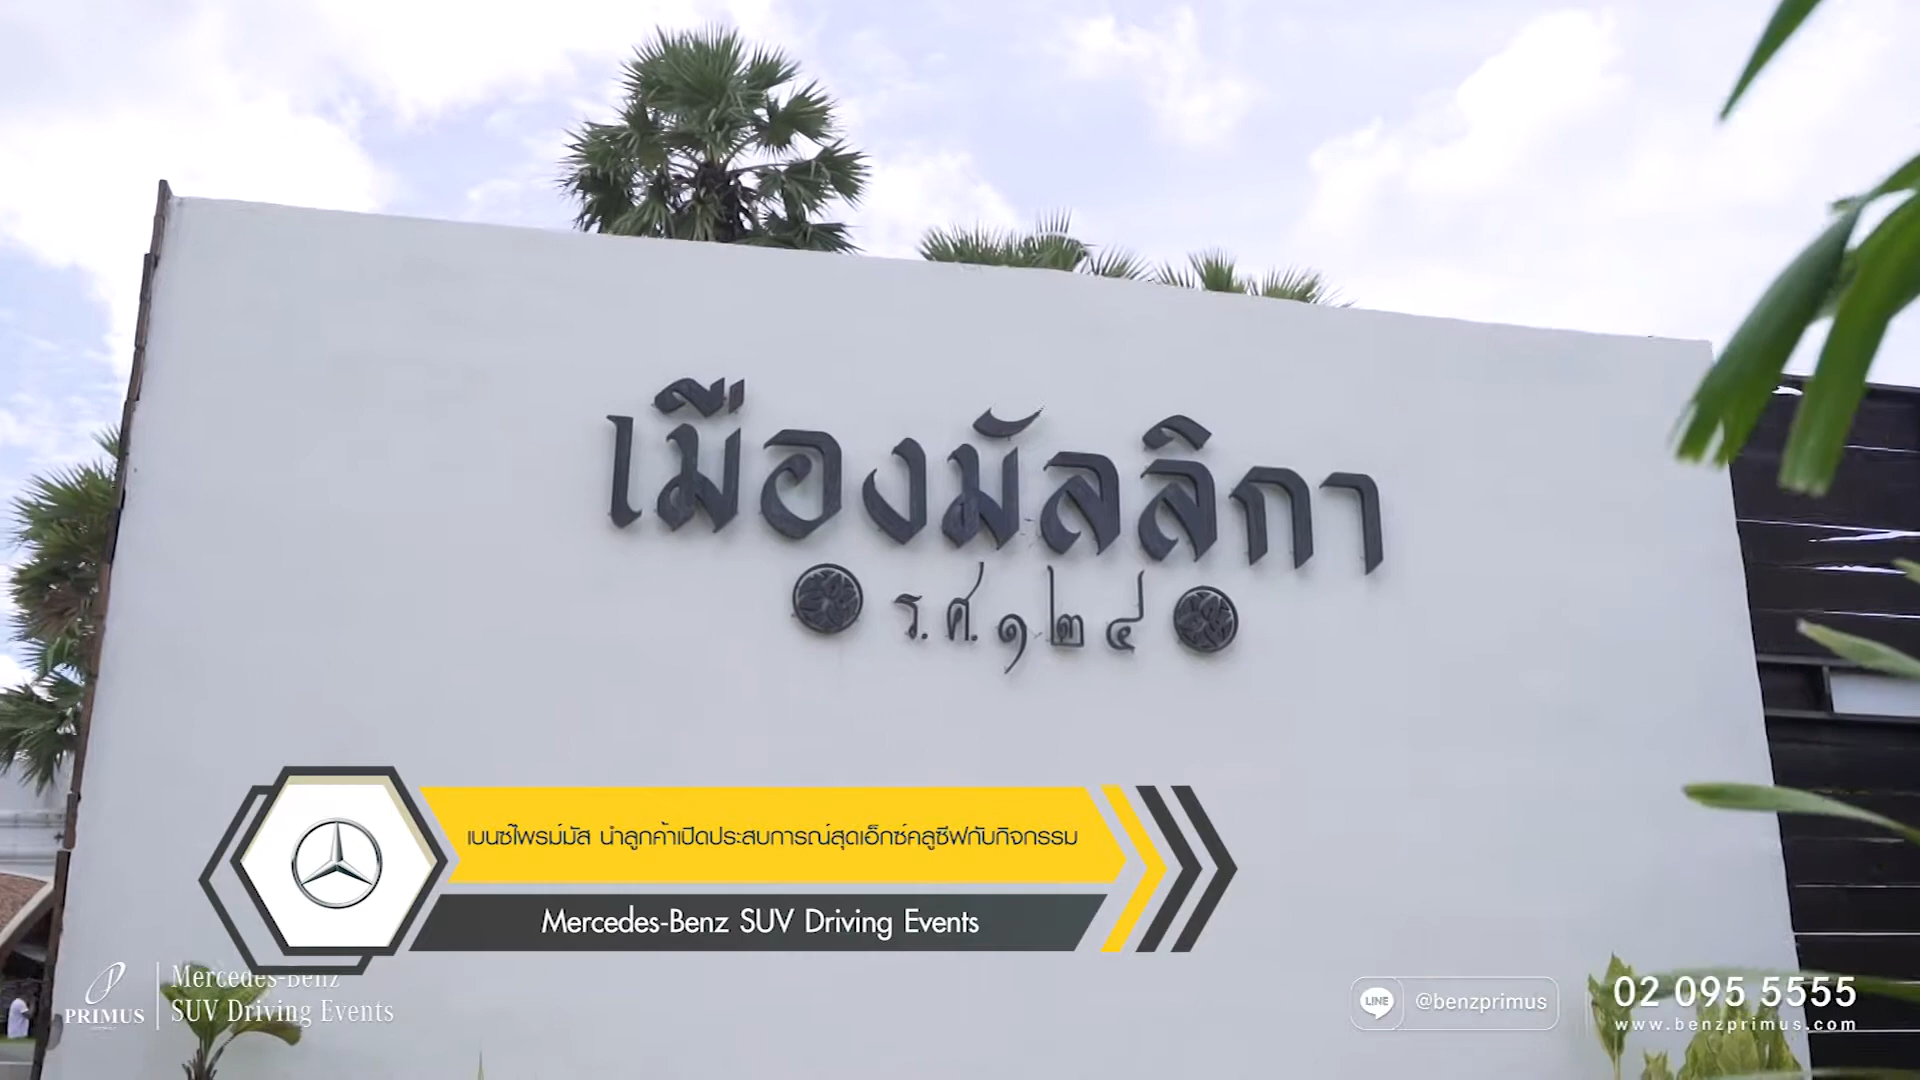 เมืองมัลลิกา
ร.ศ.๑๒๔
เบนซ์ไพรม์มัส นำลูกค้าเปิดประสบการณ์สุดเอ็กซ์คลูซีฟกับกิจกรรม
Mercedes-Benz SUV Driving Events
PRIMUS
Mercedes-Benz
SUV Driving Events
LINE
@benzprimus
02 095 5555
www.benzprimus.com